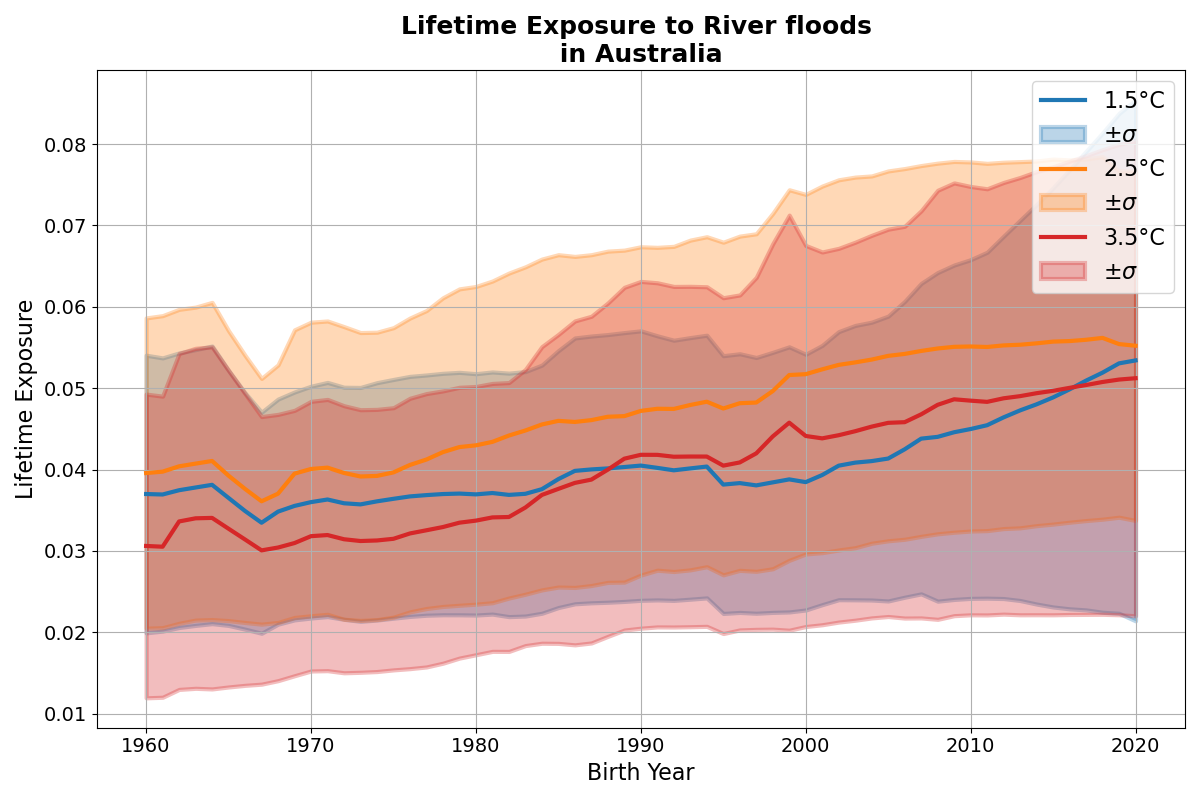 Lifetime Exposure to River floods
in Australia
Lifetime Exposure
0.08
0.07
0.06
0.05
0.04
0.03
0.02
0.01
1960
1970
1980
1990
2000
2010
2020
Birth Year
1.5°C
±σ
2.5°C
±σ
3.5°C
±σ